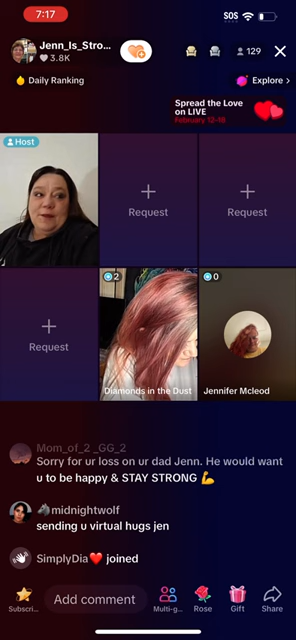 7:17
SOS
Jenn_Is_Stro...
3.8K
129
Daily Ranking
Explore >
Spread the Love
on LIVE
February 12-18
Host
Request
Request
Request
2
Diamonds in the Dust
0
Jennifer Mcleod
Mom_of_2 _GG_2
Sorry for ur loss on ur dad Jenn. He would want
u to be happy & STAY STRONG 💪
🐴midnightwolf
sending u virtual hugs jen
SimplyDia❤️ joined
Subscri...
Add comment
Multi-g...
Rose
Gift
Share